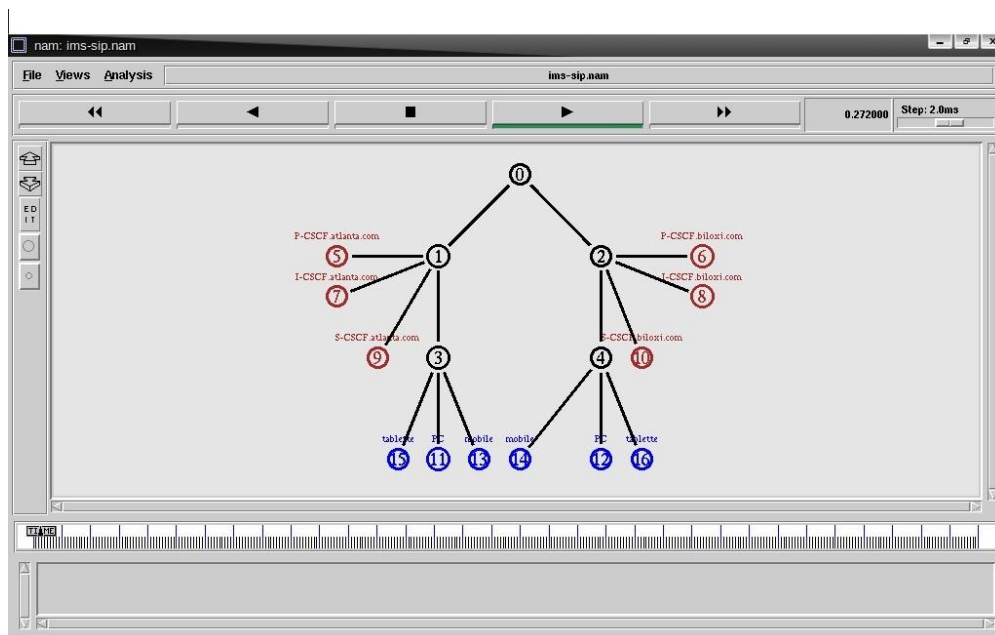 nam: ims-sip.nam
File Views Analysis ims-sip.nam
0.272000 Step: 2.0ms
ED
IT
0
P-CSCF.atlanta.com P-CSCF.biloxi.com
5 1 2 6
I-CSCF.atlanta.com I-CSCF.biloxi.com
7 8
S-CSCF.atlanta.com S-CSCF.biloxi.com
9 3 4 10
tablette PC mobile mobile PC tablette
15 11 13 14 12 16
TIME